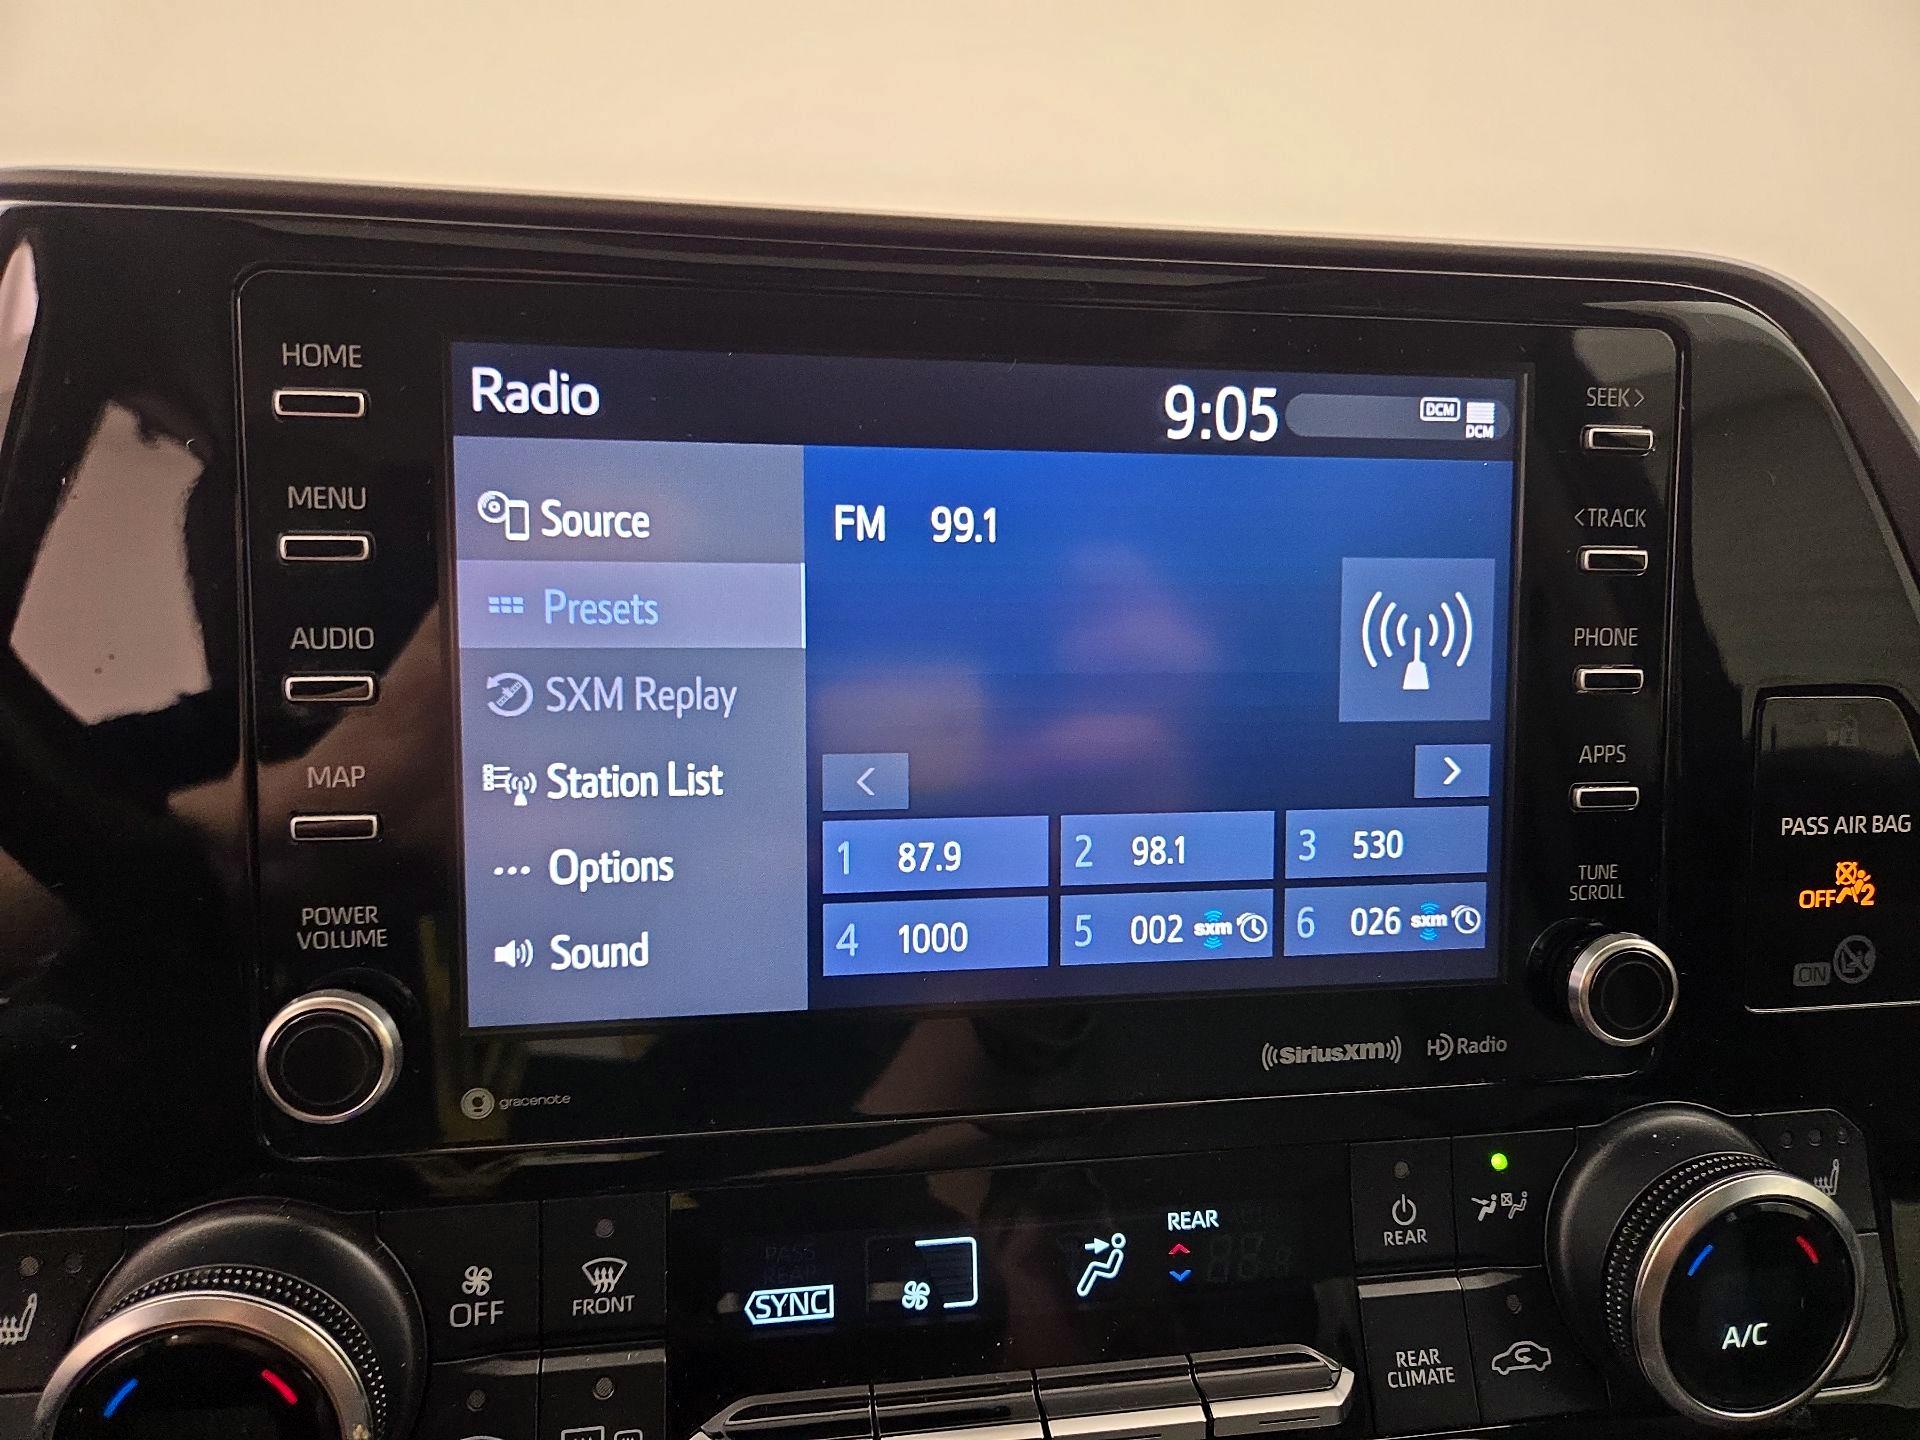 HOME
MENU
AUDIO
MAP
POWER
VOLUME
Radio
9:05
DCM
DCM
Source
Presets
SXM Replay
Station List
Options
Sound
FM 99.1
<
>
1 87.9
2 98.1
3 530
4 1000
5 002 sxm
6 026 sxm
SEEK>
<TRACK
PHONE
APPS
TUNE
SCROLL
gracenote
SiriusXM
HD Radio
PASS AIR BAG
OFF 2
ON
OFF
FRONT
PASS
REAR
SYNC
REAR
REAR
REAR
CLIMATE
A/C